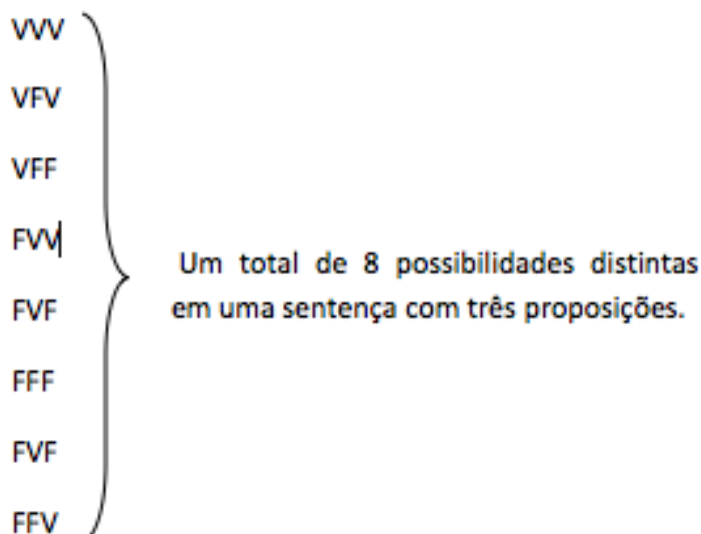 VVV
VFV
VFF
FVV
FVF
FFF
FVF
FFV
Um total de 8 possibilidades distintas
em uma sentença com três proposições.